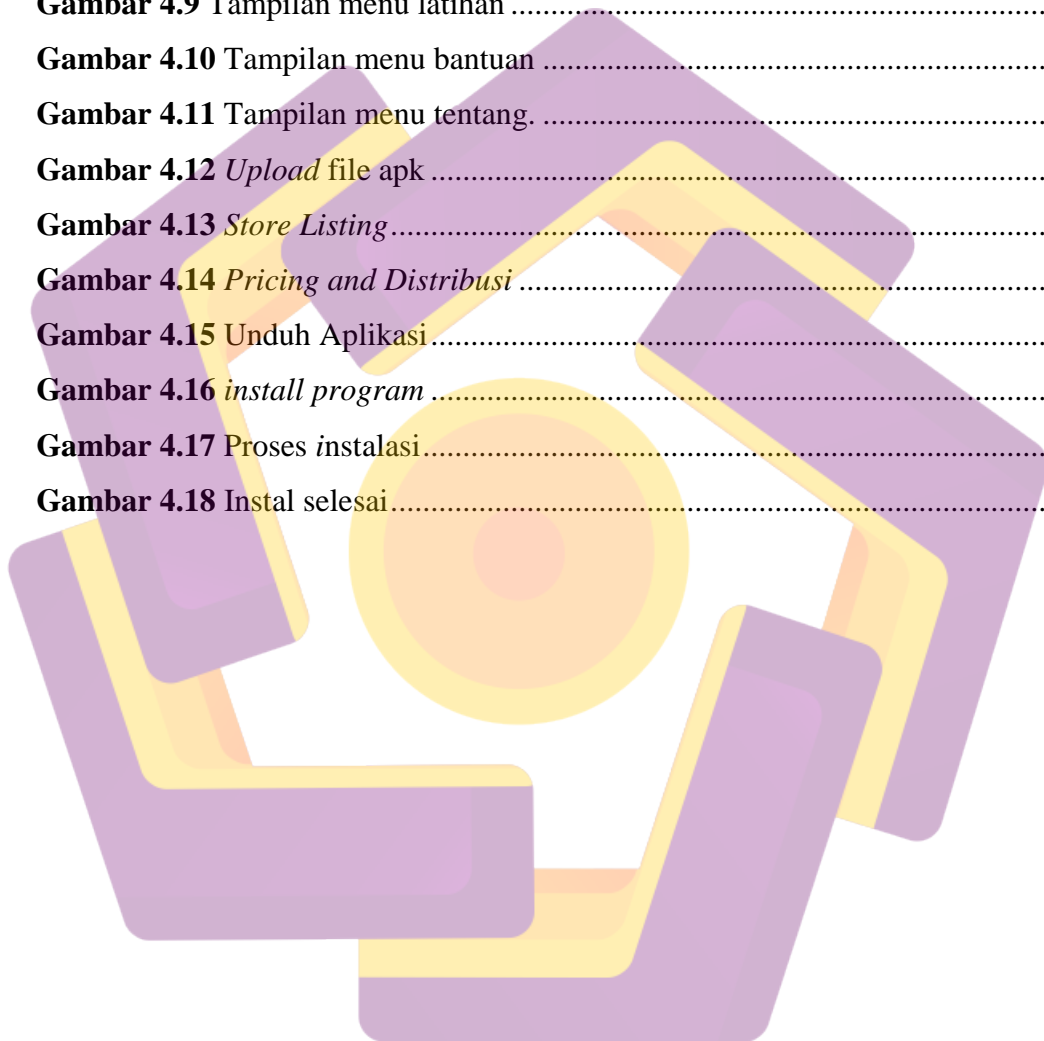 Gambar 4.9 Tampilan menu latihan ....................................................................
Gambar 4.10 Tampilan menu bantuan ................................................................
Gambar 4.11 Tampilan menu tentang. ................................................................
Gambar 4.12 Upload file apk ..............................................................................
Gambar 4.13 Store Listing...................................................................................
Gambar 4.14 Pricing and Distribusi ...................................................................
Gambar 4.15 Unduh Aplikasi..............................................................................
Gambar 4.16 install program ..............................................................................
Gambar 4.17 Proses instalasi...............................................................................
Gambar 4.18 Instal selesai...................................................................................